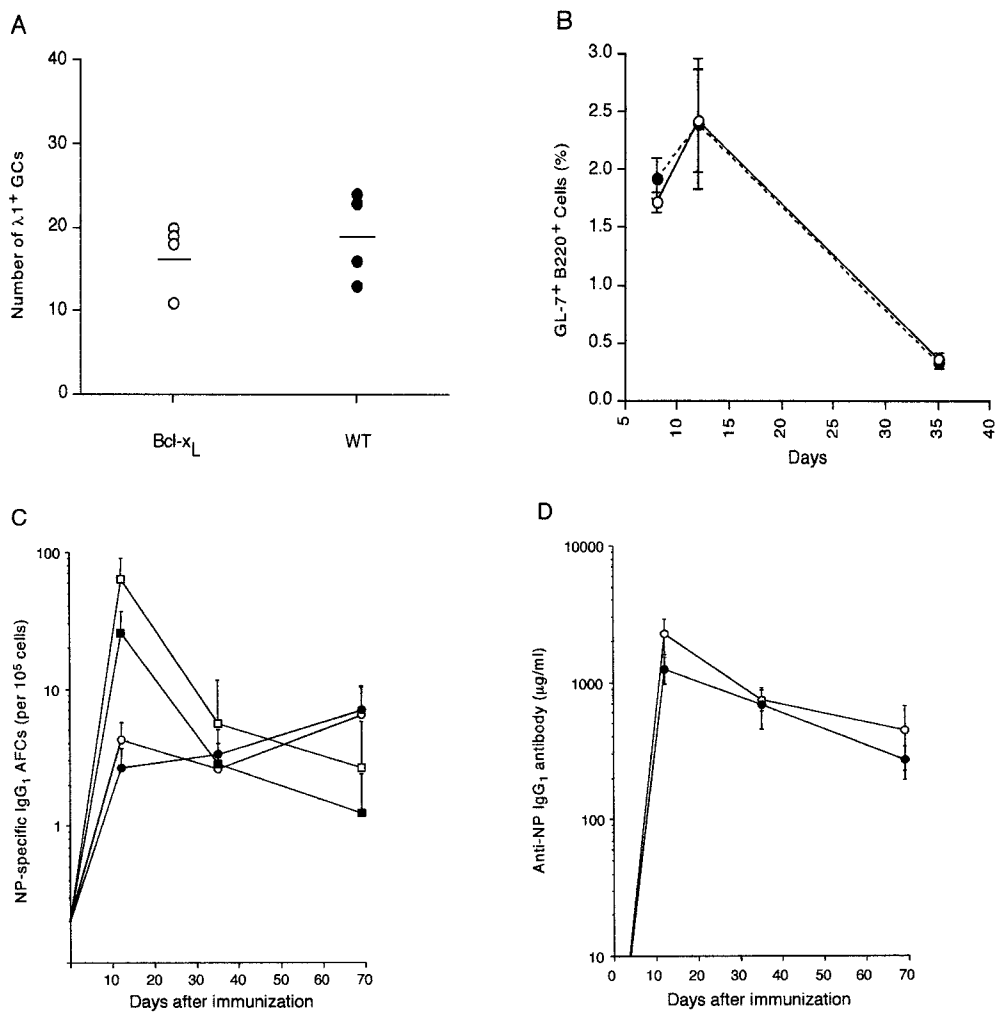 A
Number of λ1+ GCs
40
30
20
10
0
Bcl-xL
WT
B
GL-7+ B220+ Cells (%)
3.0
2.5
2.0
1.5
1.0
0.5
0.0
5 10 15 20 25 30 35 40
Days
C
NP-specific IgG1 AFCs (per 10⁵ cells)
100
10
1
10 20 30 40 50 60 70
Days after immunization
D
Anti-NP IgG1 antibody (μg/ml)
10000
1000
100
10
0 10 20 30 40 50 60 70
Days after immunization